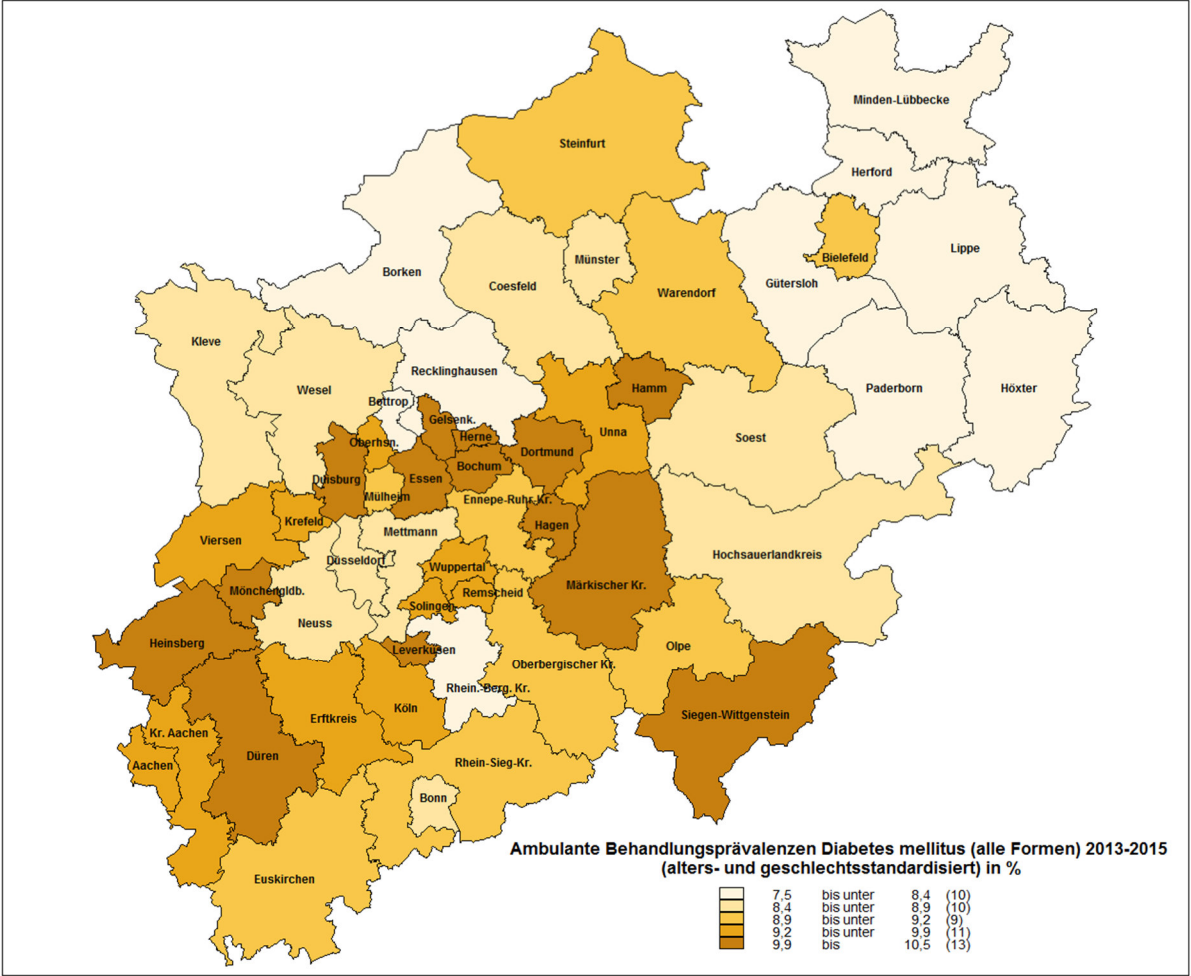 Minden-Lübbecke
Steinfurt
Herford
Lippe
Bielefeld
Münster
Borken
Gütersloh
Coesfeld
Warendorf
Kleve
Recklinghausen
Wesel
Hamm
Paderborn
Höxter
Bottrop
Gelsenk.
Unna
Herne
Soest
Oberhsn.
Dortmund
Bochum
Duisburg
Essen
Mülheim
Ennepe-Ruhr-Kr.
Krefeld
Hagen
Mettmann
Viersen
Hochsauerlandkreis
Düsseldorf
Wuppertal
Märkischer Kr.
Mönchengldb.
Remscheid
Solingen
Neuss
Heinsberg
Olpe
Leverkusen
Oberbergischer Kr.
Rhein.-Berg. Kr.
Köln
Siegen-Wittgenstein
Erftkreis
Kr. Aachen
Düren
Rhein-Sieg-Kr.
Aachen
Bonn
Euskirchen
Ambulante Behandlungsprävalenzen Diabetes mellitus (alle Formen) 2013-2015
(alters- und geschlechtsstandardisiert) in %
7,5 bis unter 8,4 (10)
8,4 bis unter 8,9 (10)
8,9 bis unter 9,2 (9)
9,2 bis unter 9,9 (11)
9,9 bis 10,5 (13)